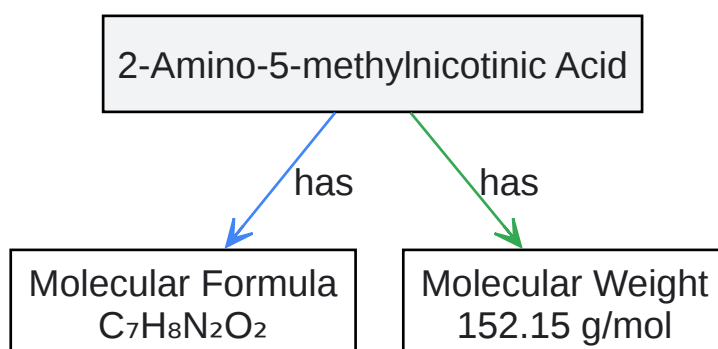 2-Amino-5-methylnicotinic Acid
has
has
Molecular Formula
C₇H₈N₂O₂
Molecular Weight
152.15 g/mol